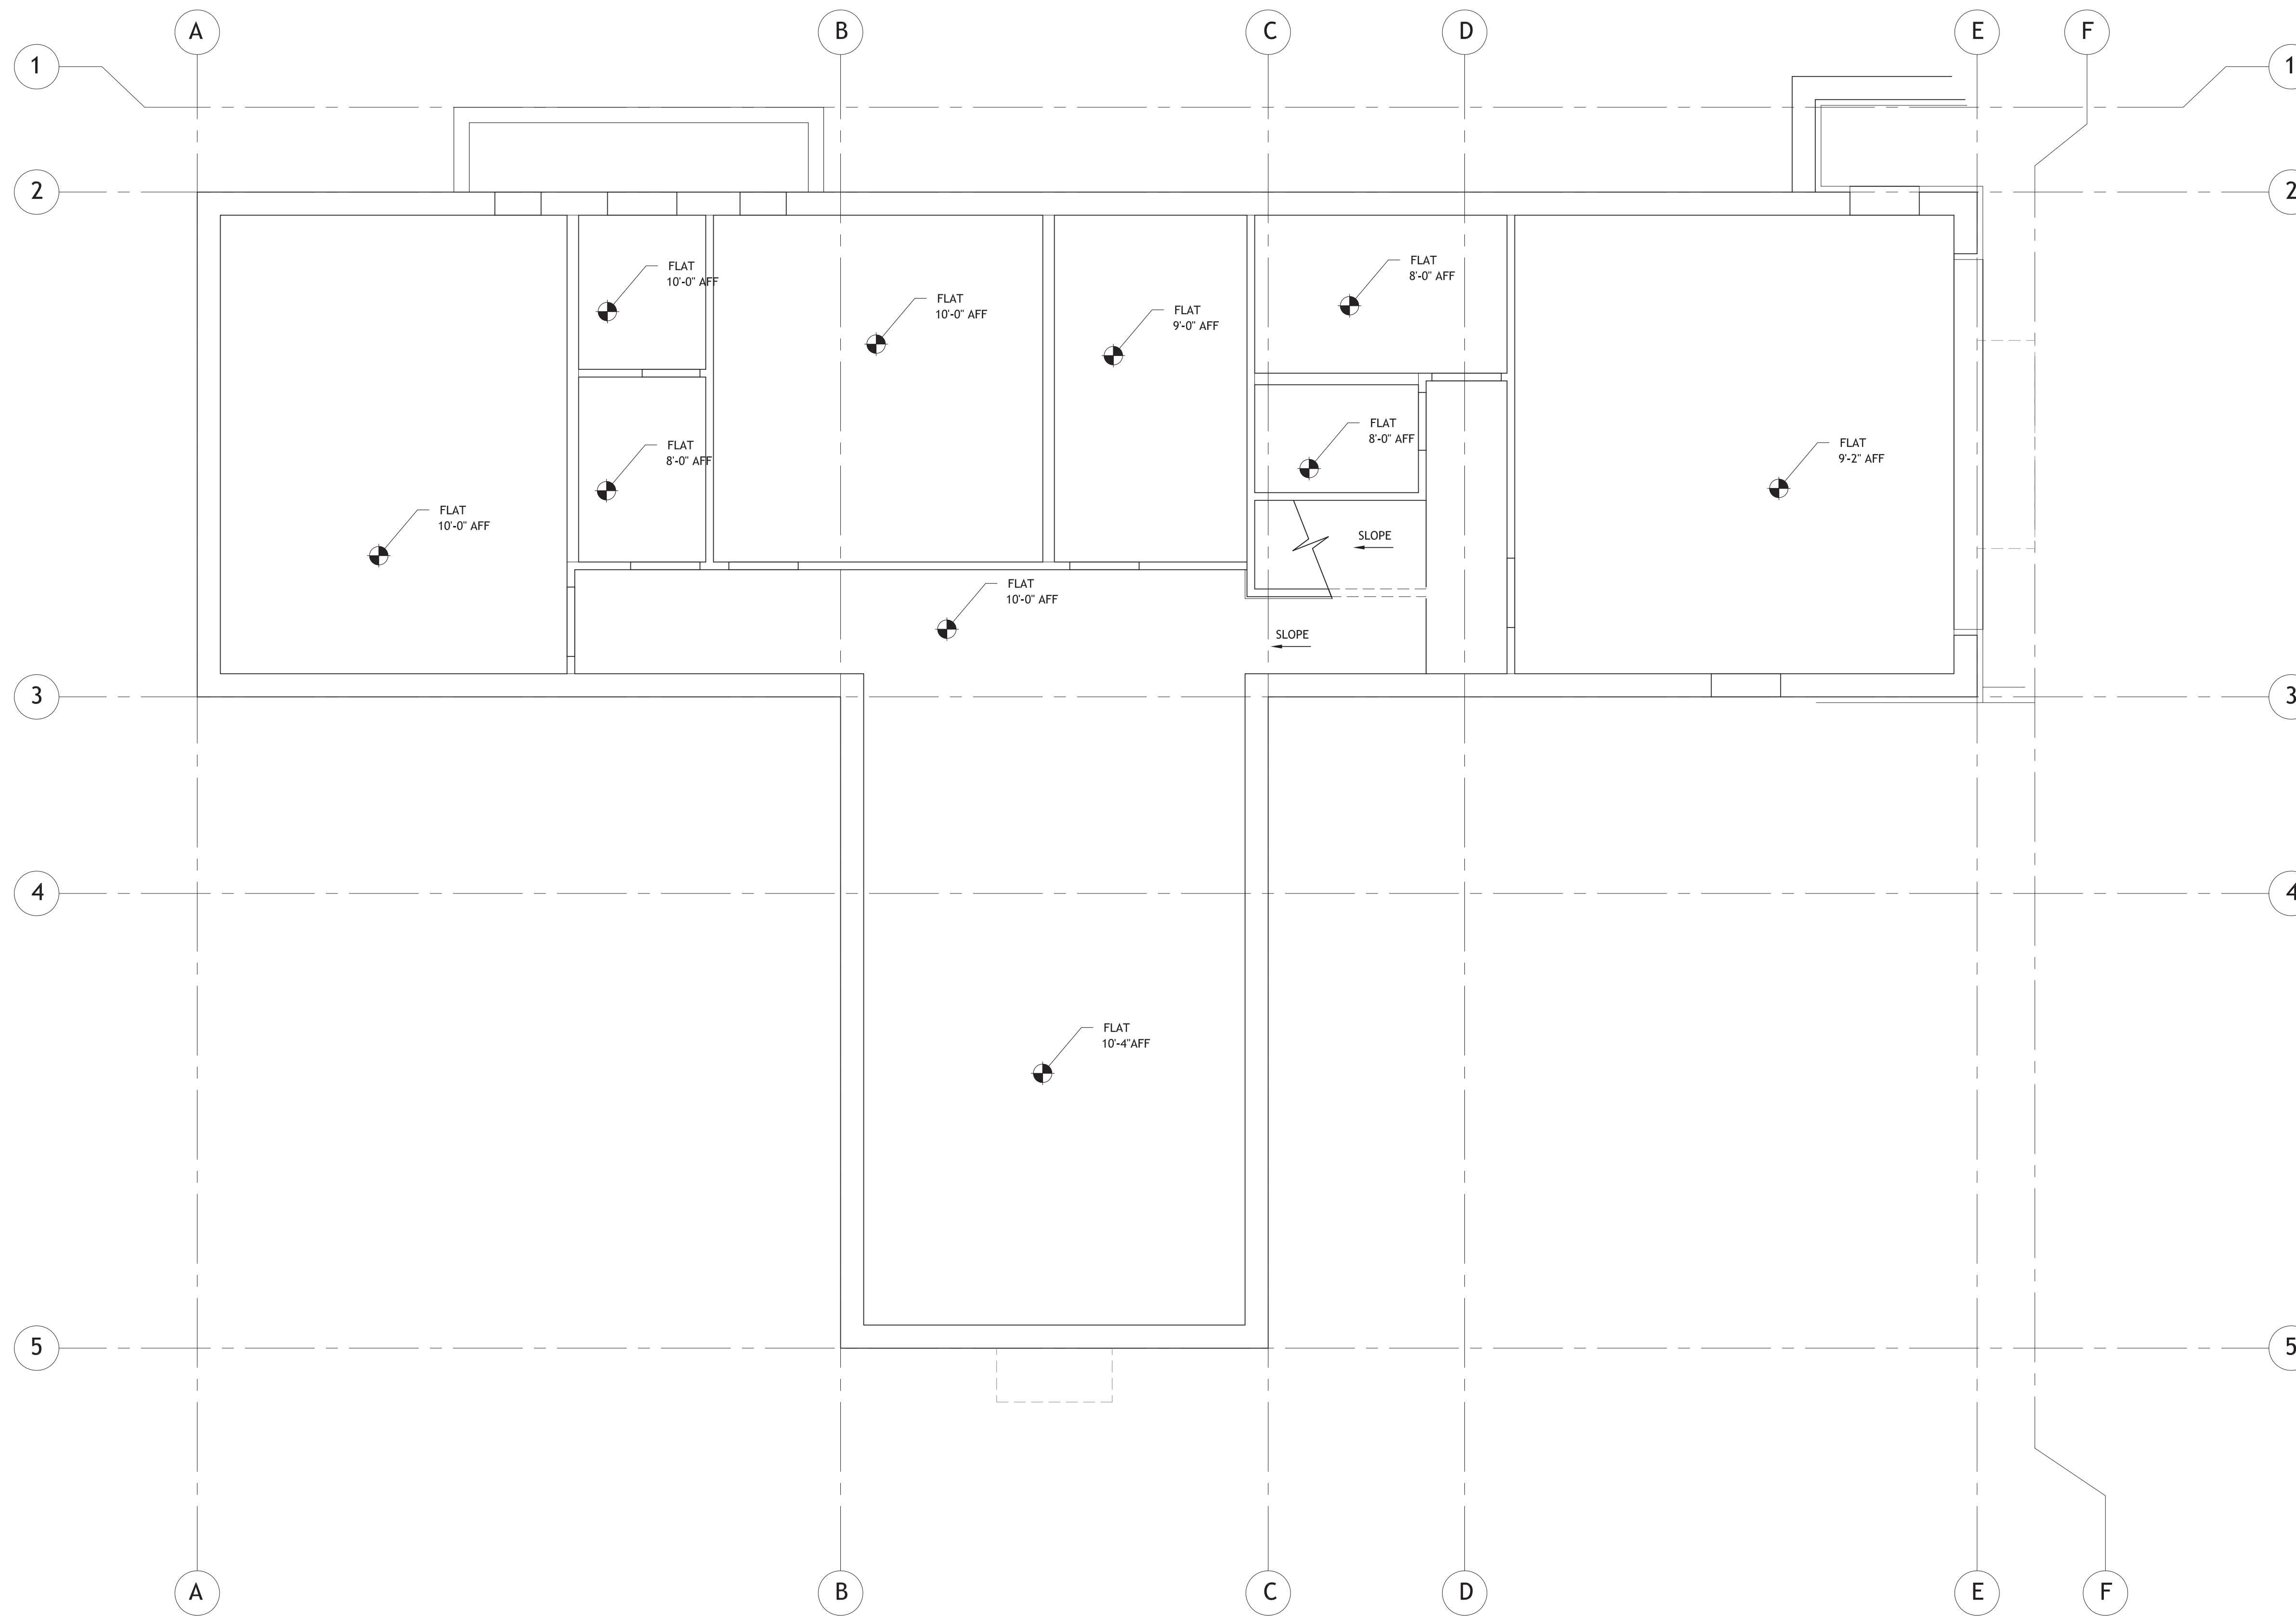 A
B
C
D
E
F
1
1
2
2
FLAT
8'-0" AFF
FLAT
10'-0" AFF
FLAT
10'-0" AFF
FLAT
9'-0" AFF
FLAT
8'-0" AFF
FLAT
9'-2" AFF
FLAT
8'-0" AFF
FLAT
10'-0" AFF
SLOPE
FLAT
10'-0" AFF
SLOPE
3
3
4
4
FLAT
10'-4"AFF
5
5
A
B
C
D
E
F